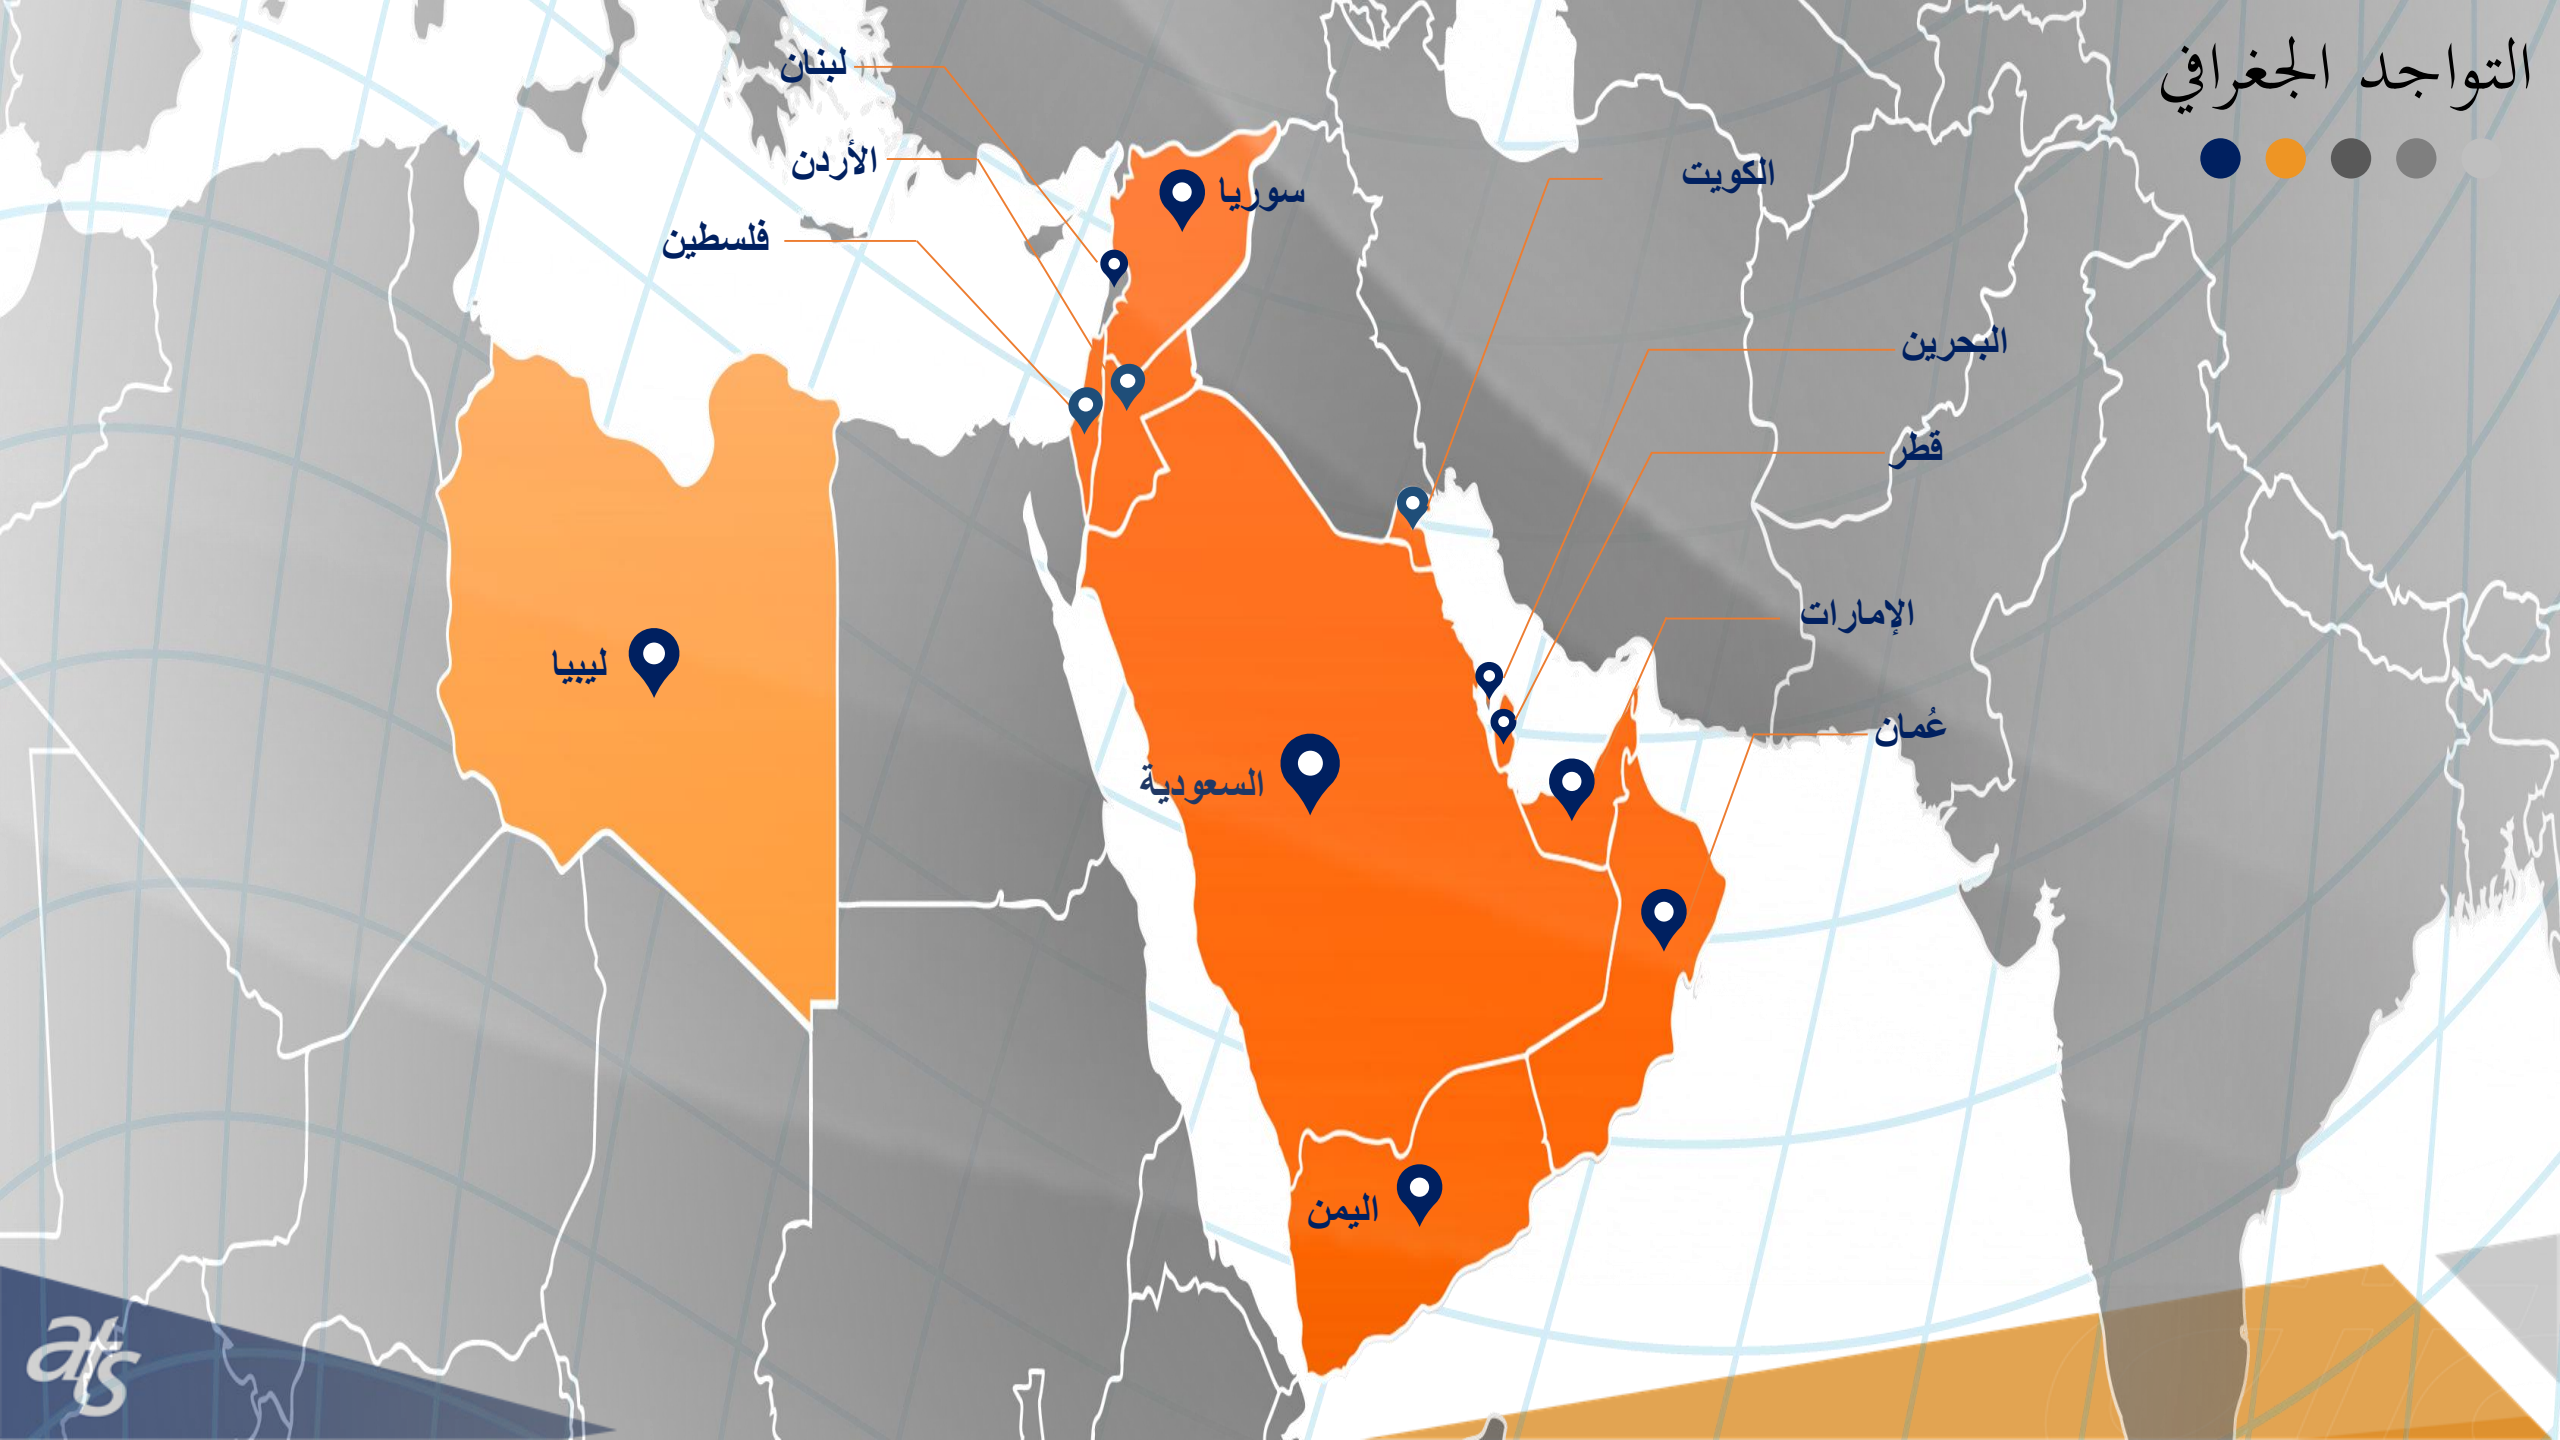 التواجد الجغرافي
لبنان
الأردن
سوريا
الكويت
فلسطين
البحرين
قطر
الإمارات
ليبيا
عُمان
السعودية
اليمن
ats